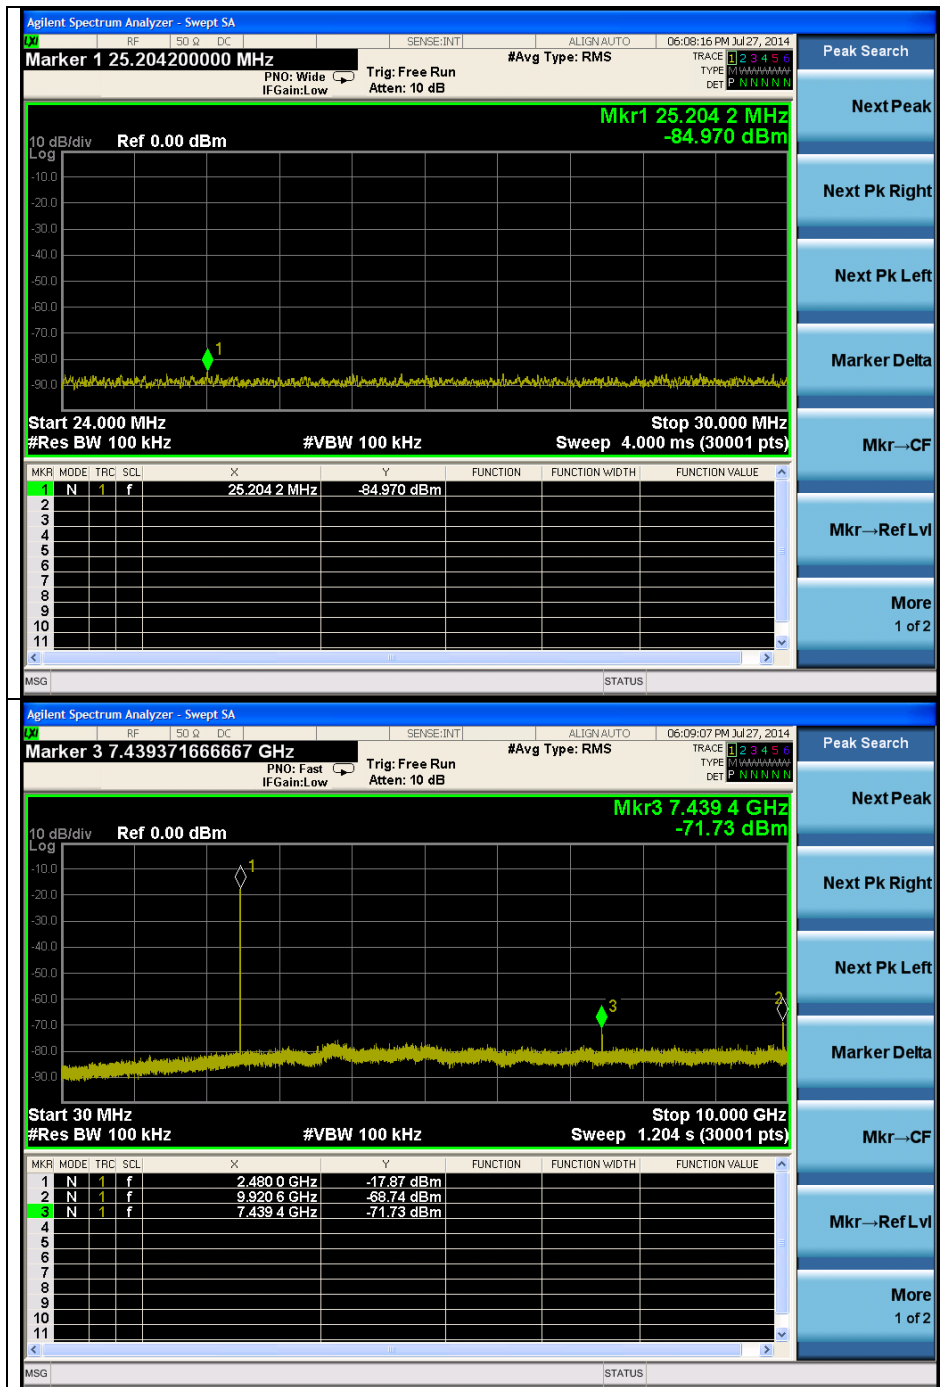 Agilent Spectrum Analyzer - Swept SA
LXI RF 50 Ω DC SENSE:INT ALIGN AUTO 06:08:16 PM Jul 27, 2014
Marker 1 25.204200000 MHz
PNO: Wide
IFGain:Low
Trig: Free Run
Atten: 10 dB
#Avg Type: RMS
TRACE 1 2 3 4 5 6
TYPE M
DET P N N N N N
Peak Search
Mkr1 25.204 2 MHz
-84.970 dBm
10 dB/div Ref 0.00 dBm
Log
-10.0
-20.0
-30.0
-40.0
-50.0
-60.0
-70.0
-80.0
-90.0
1
Start 24.000 MHz Stop 30.000 MHz
#Res BW 100 kHz #VBW 100 kHz Sweep 4.000 ms (30001 pts)
MKR MODE TRC SCL X Y FUNCTION FUNCTION WIDTH FUNCTION VALUE
1 N 1 f 25.204 2 MHz -84.970 dBm
2
3
4
5
6
7
8
9
10
11
MSG STATUS
Next Peak
Next Pk Right
Next Pk Left
Marker Delta
Mkr→CF
Mkr→Ref Lvl
More
1 of 2
Agilent Spectrum Analyzer - Swept SA
LXI RF 50 Ω DC SENSE:INT ALIGN AUTO 06:09:07 PM Jul 27, 2014
Marker 3 7.439371666667 GHz
PNO: Fast
IFGain:Low
Trig: Free Run
Atten: 10 dB
#Avg Type: RMS
TRACE 1 2 3 4 5 6
TYPE M
DET P N N N N N
Peak Search
Mkr3 7.439 4 GHz
-71.73 dBm
10 dB/div Ref 0.00 dBm
Log
-10.0
-20.0
-30.0
-40.0
-50.0
-60.0
-70.0
-80.0
-90.0
1
2
3
Start 30 MHz Stop 10.000 GHz
#Res BW 100 kHz #VBW 100 kHz Sweep 1.204 s (30001 pts)
MKR MODE TRC SCL X Y FUNCTION FUNCTION WIDTH FUNCTION VALUE
1 N 1 f 2.480 0 GHz -17.87 dBm
2 N 1 f 9.920 6 GHz -68.74 dBm
3 N 1 f 7.439 4 GHz -71.73 dBm
4
5
6
7
8
9
10
11
MSG STATUS
Next Peak
Next Pk Right
Next Pk Left
Marker Delta
Mkr→CF
Mkr→Ref Lvl
More
1 of 2